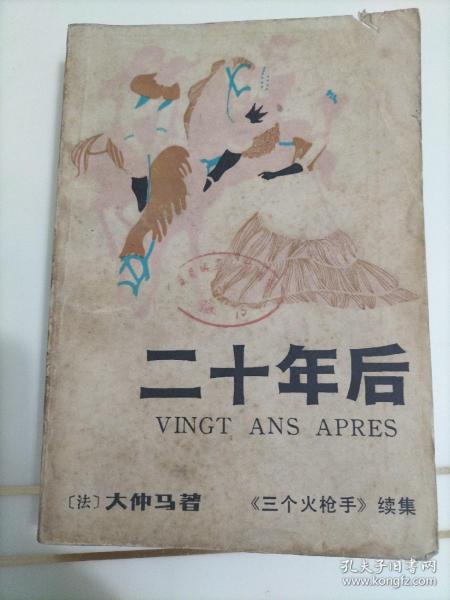 二十年后
VINGT ANS APRES
〔法〕大仲马著 《三个火枪手》续集
孔夫子旧书网
www.kongfz.com